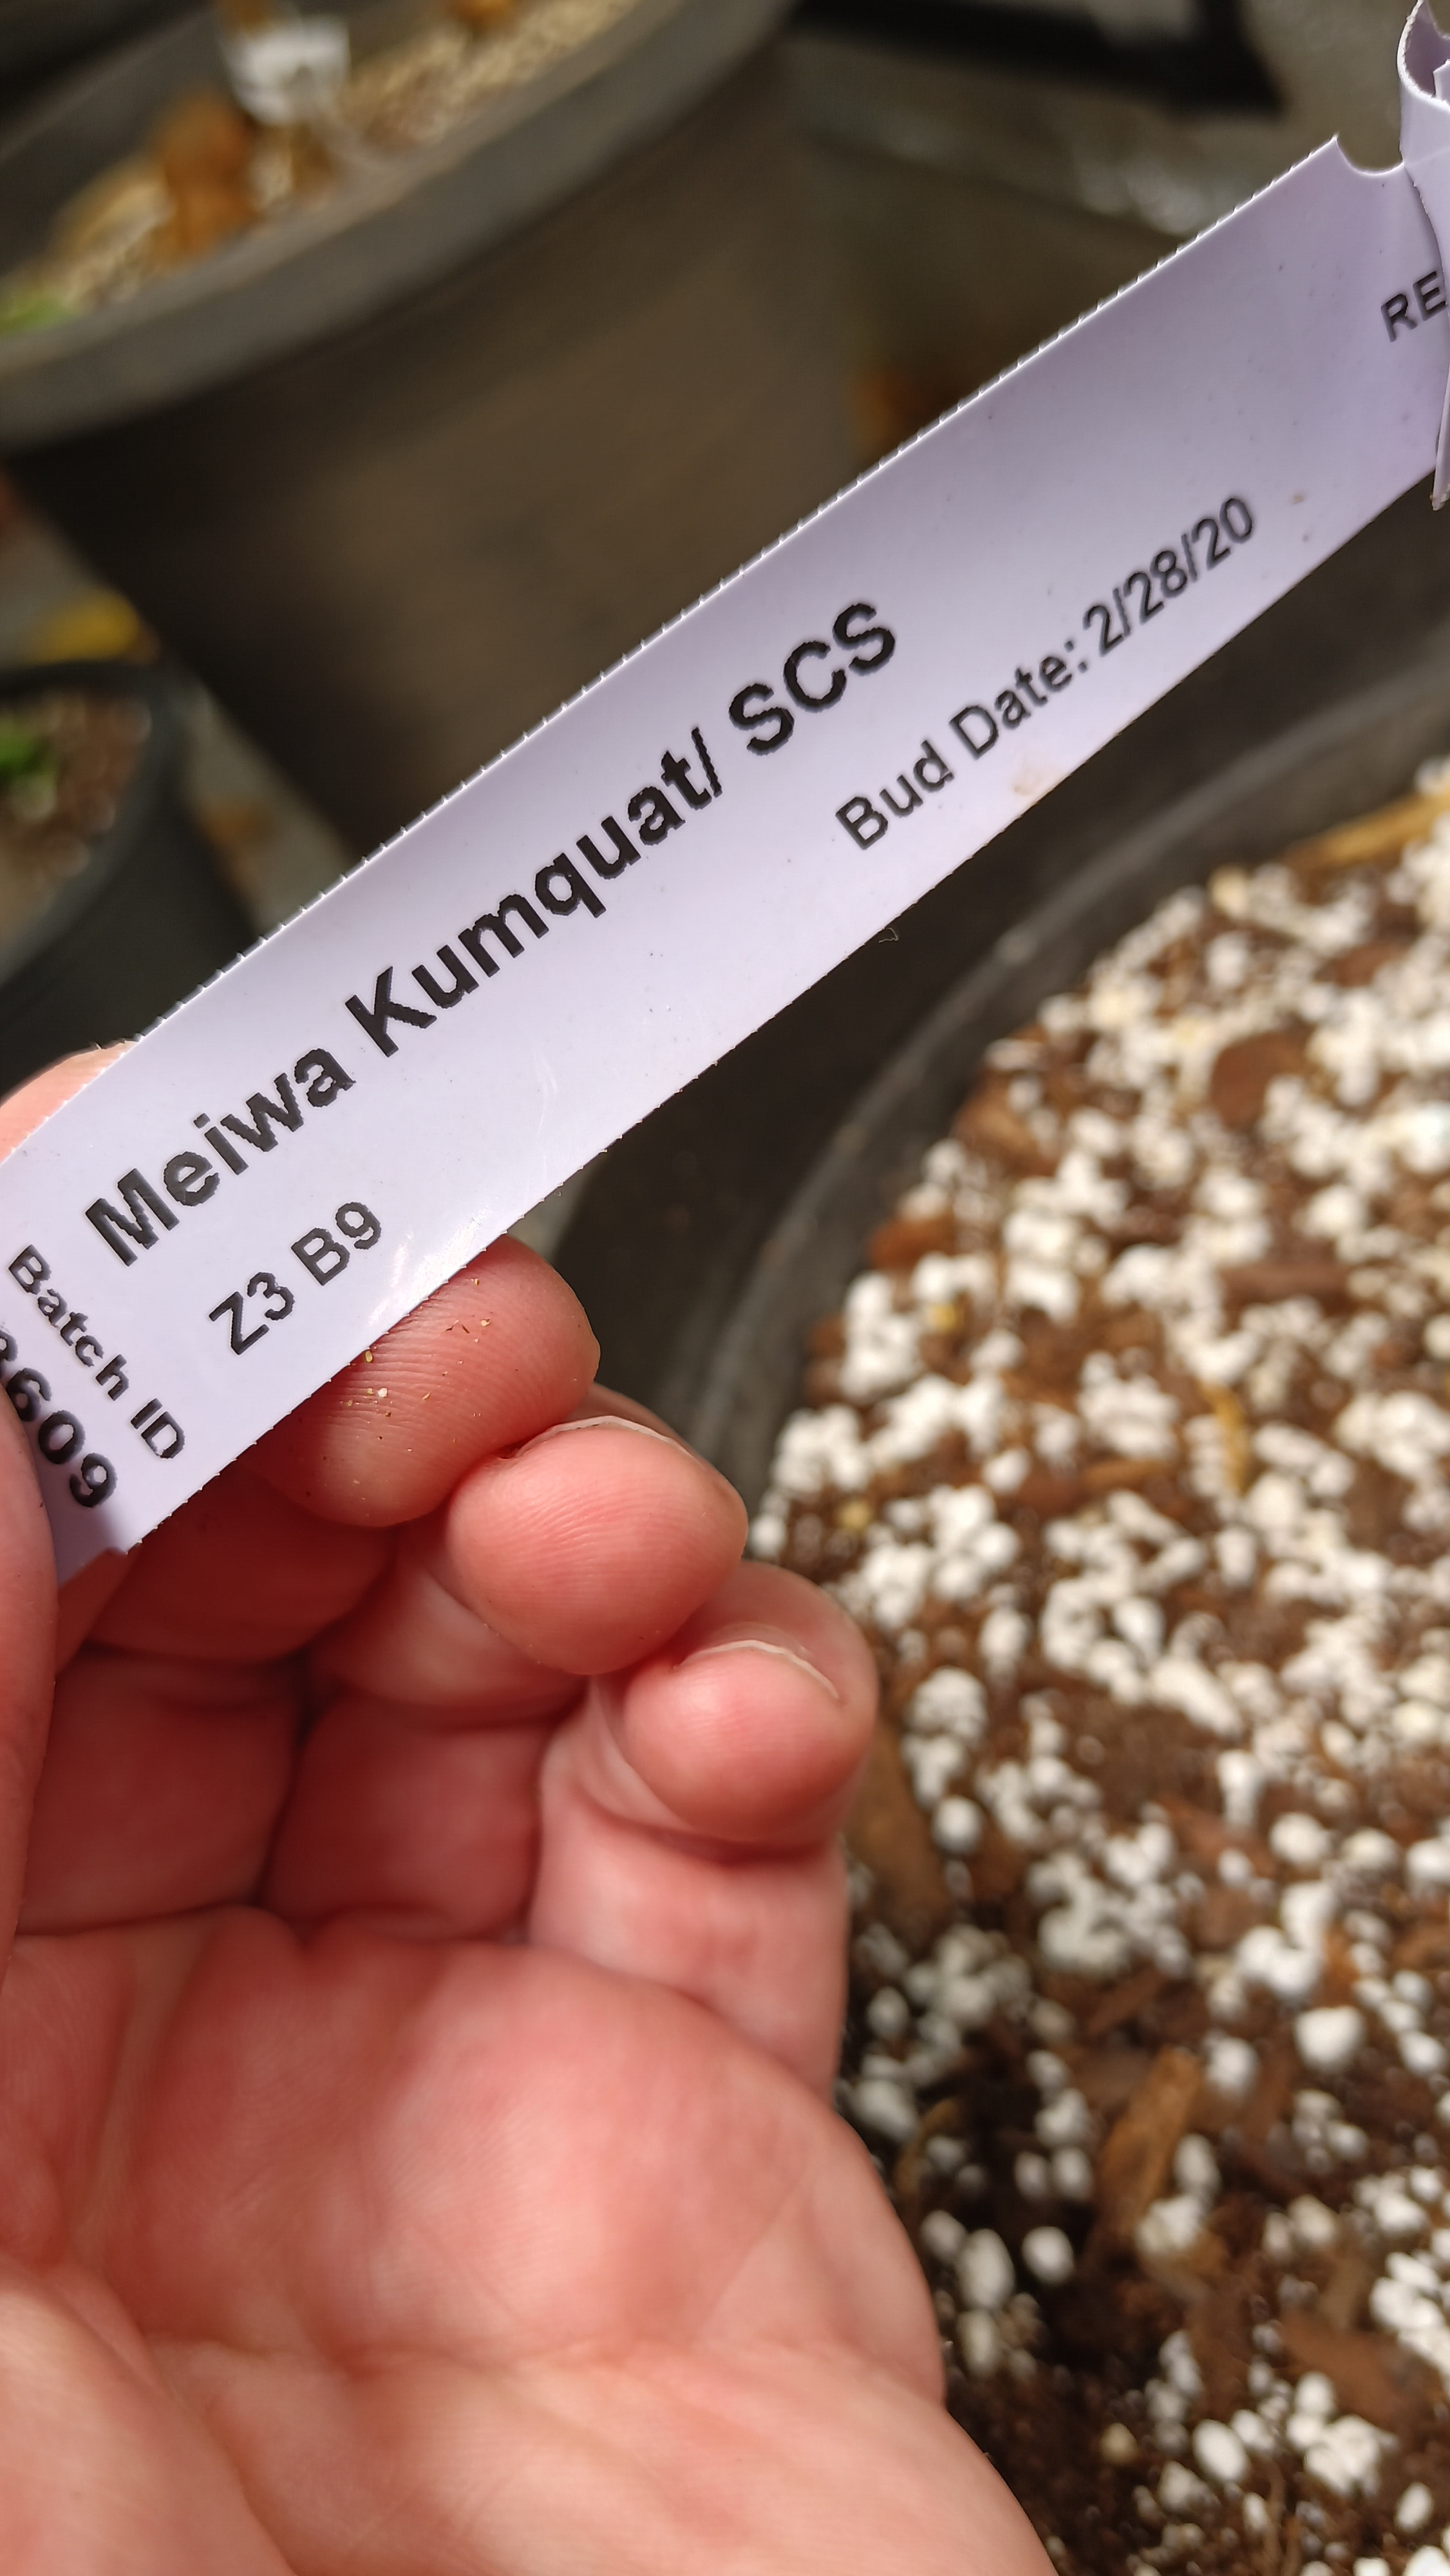 Meiwa Kumquat/ SCS
Z3 B9
Bud Date: 2/28/20
Batch ID